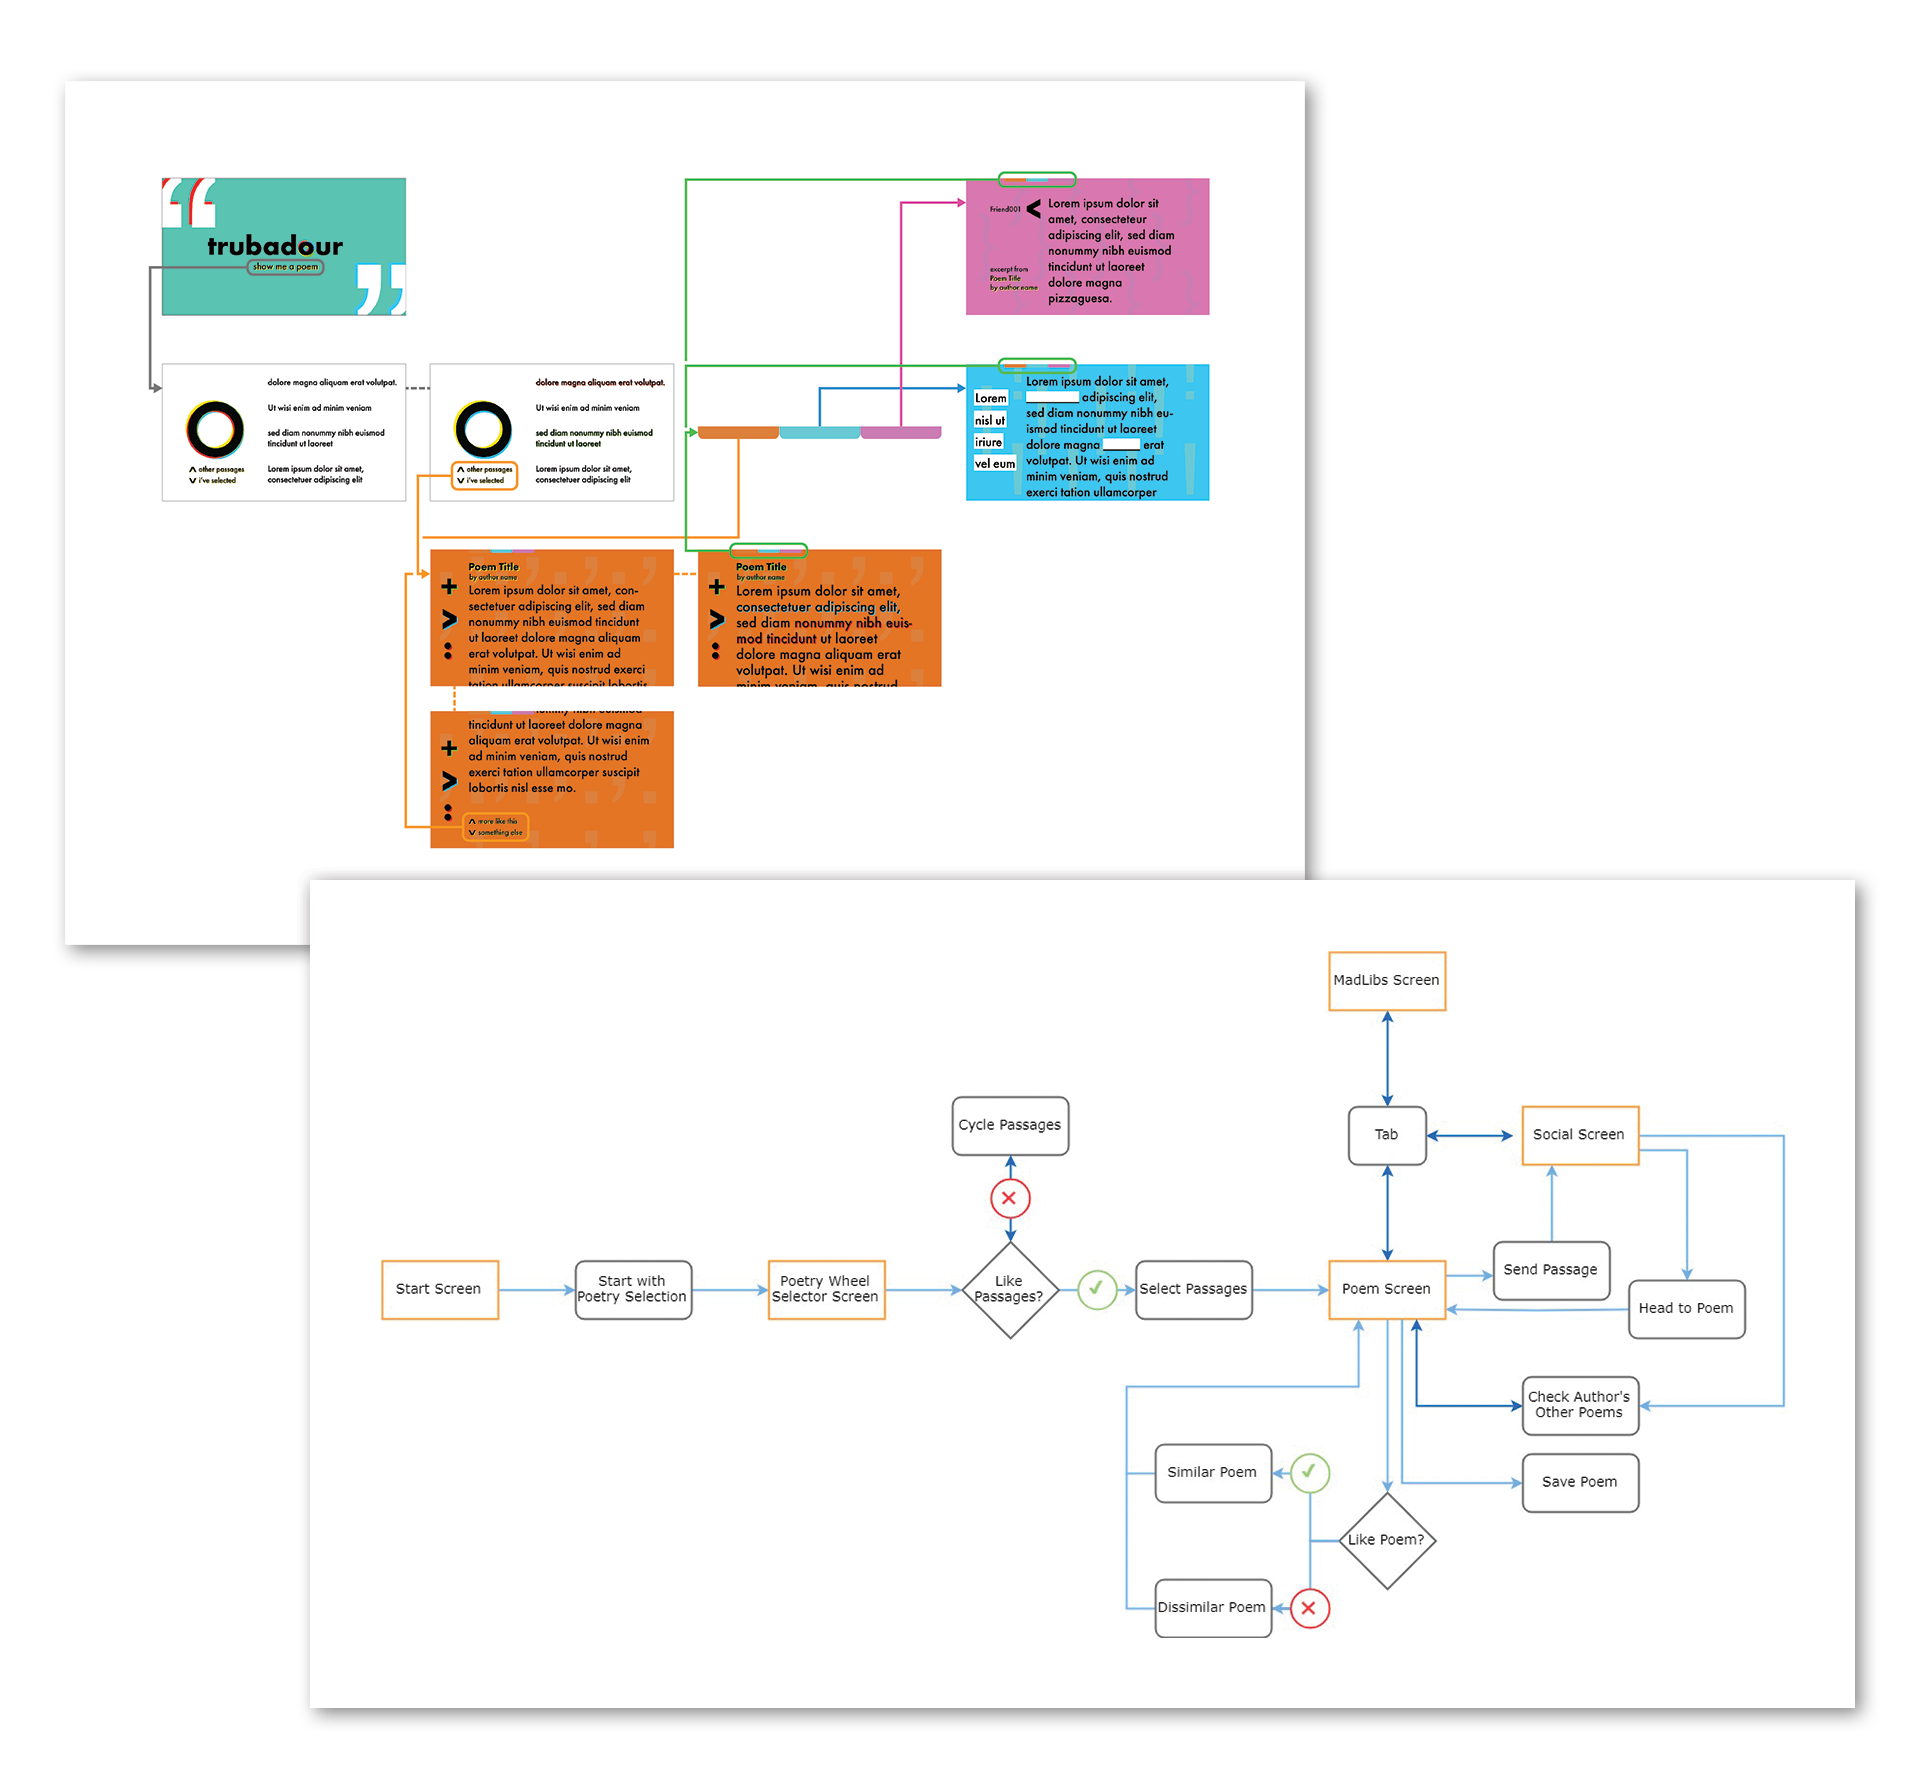 trubadour
show me a poem
Friend001
Lorem ipsum dolor sit
amet, consecteteur
adipiscing elit, sed diam
nonummy nibh euismod
tincidunt ut laoreet
dolore magna
pizzaguesa.
excerpt from
Poem Title
by author name
dolore magna aliquam erat volutpat.
Ut wisi enim ad minim veniam
sed diam nonummy nibh euismod
tincidunt ut laoreet
Lorem ipsum dolor sit amet,
consectetuer adipiscing elit
other passages
i've selected
dolore magna aliquam erat volutpat.
Ut wisi enim ad minim veniam
sed diam nonummy nibh euismod
tincidunt ut laoreet
Lorem ipsum dolor sit amet,
consectetuer adipiscing elit
other passages
i've selected
Lorem
nisl ut
iriure
vel eum
Lorem ipsum dolor sit amet,
adipiscing elit,
sed diam nonummy nibh eu-
ismod tincidunt ut laoreet
dolore magna erat
volutpat. Ut wisi enim ad
minim veniam, quis nostrud
exerci tation ullamcorper
Poem Title
by author name
Lorem ipsum dolor sit amet, con-
sectetuer adipiscing elit, sed diam
nonummy nibh euismod tincidunt
ut laoreet dolore magna aliquam
erat volutpat. Ut wisi enim ad
minim veniam, quis nostrud exerci
tation ullamcorper suscipit lobortis
Poem Title
by author name
Lorem ipsum dolor sit amet,
consectetuer adipiscing elit,
sed diam nonummy nibh euis-
mod tincidunt ut laoreet
dolore magna aliquam erat
volutpat. Ut wisi enim ad
minim veniam, quis nostrud
nummy nibh euismod
tincidunt ut laoreet dolore magna
aliquam erat volutpat. Ut wisi enim
ad minim veniam, quis nostrud
exerci tation ullamcorper suscipit
lobortis nisl esse mo.
more like this
something else
MadLibs Screen
Cycle Passages
Tab
Social Screen
Start Screen
Start with
Poetry Selection
Poetry Wheel
Selector Screen
Like
Passages?
Select Passages
Poem Screen
Send Passage
Head to Poem
Check Author's
Other Poems
Similar Poem
Save Poem
Like Poem?
Dissimilar Poem